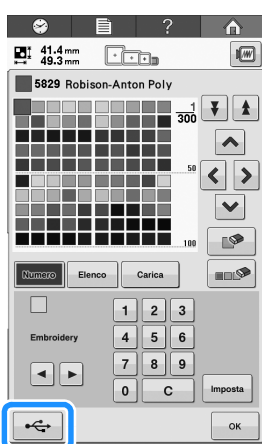 ?
41.4 mm
49.3 mm
5829 Robison-Anton Poly
1
300
50
100
Numero Elenco Carica
1 2 3
Embroidery 4 5 6
7 8 9
0 C Imposta
OK